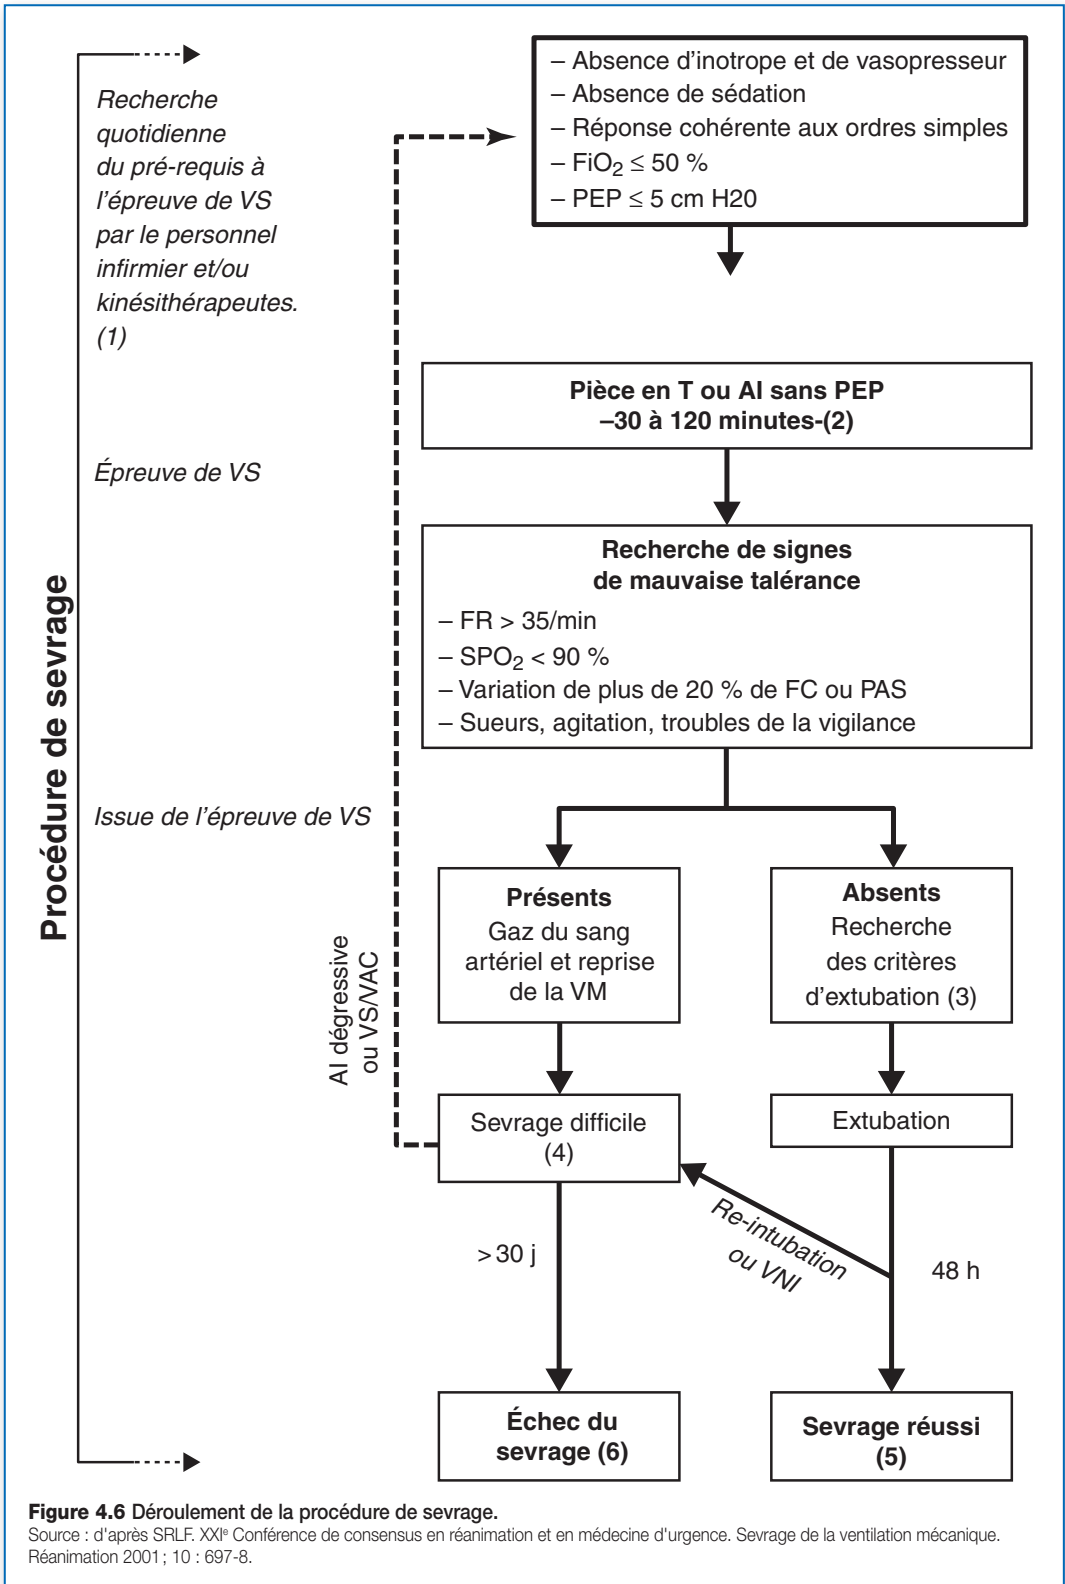 Procédure de sevrage
Recherche
quotidienne
du pré-requis à
l'épreuve de VS
par le personnel
infirmier et/ou
kinésithérapeutes.
(1)
– Absence d'inotrope et de vasopresseur
– Absence de sédation
– Réponse cohérente aux ordres simples
– FiO2 ≤ 50 %
– PEP ≤ 5 cm H20
Épreuve de VS
Pièce en T ou AI sans PEP
–30 à 120 minutes-(2)
Recherche de signes
de mauvaise talérance
– FR > 35/min
– SPO2 < 90 %
– Variation de plus de 20 % de FC ou PAS
– Sueurs, agitation, troubles de la vigilance
Issue de l'épreuve de VS
Présents
Gaz du sang
artériel et reprise
de la VM
Absents
Recherche
des critères
d'extubation (3)
AI dégressive
ou VS/VAC
Sevrage difficile
(4)
Extubation
Re-intubation
ou VNI
> 30 j
48 h
Échec du
sevrage (6)
Sevrage réussi
(5)
Figure 4.6 Déroulement de la procédure de sevrage.
Source : d'après SRLF. XXIe Conférence de consensus en réanimation et en médecine d'urgence. Sevrage de la ventilation mécanique.
Réanimation 2001 ; 10 : 697-8.